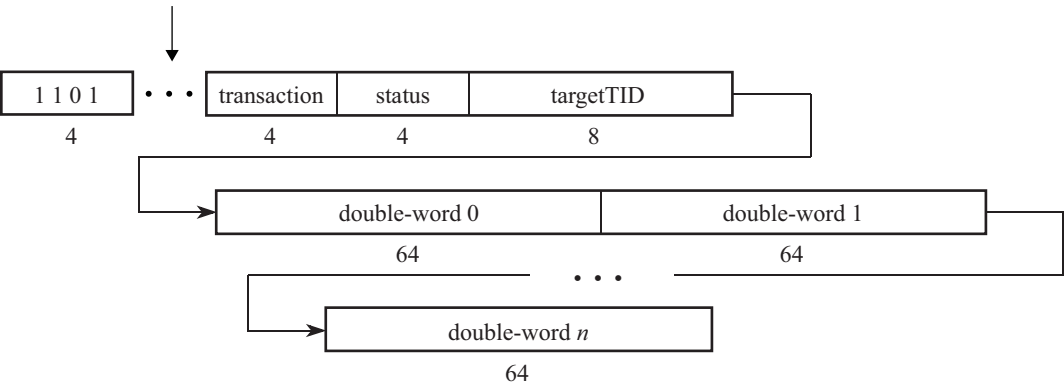 1 1 0 1 • • • transaction status targetTID
4 4 4 8
double-word 0 double-word 1
64 64
• • •
double-word n
64